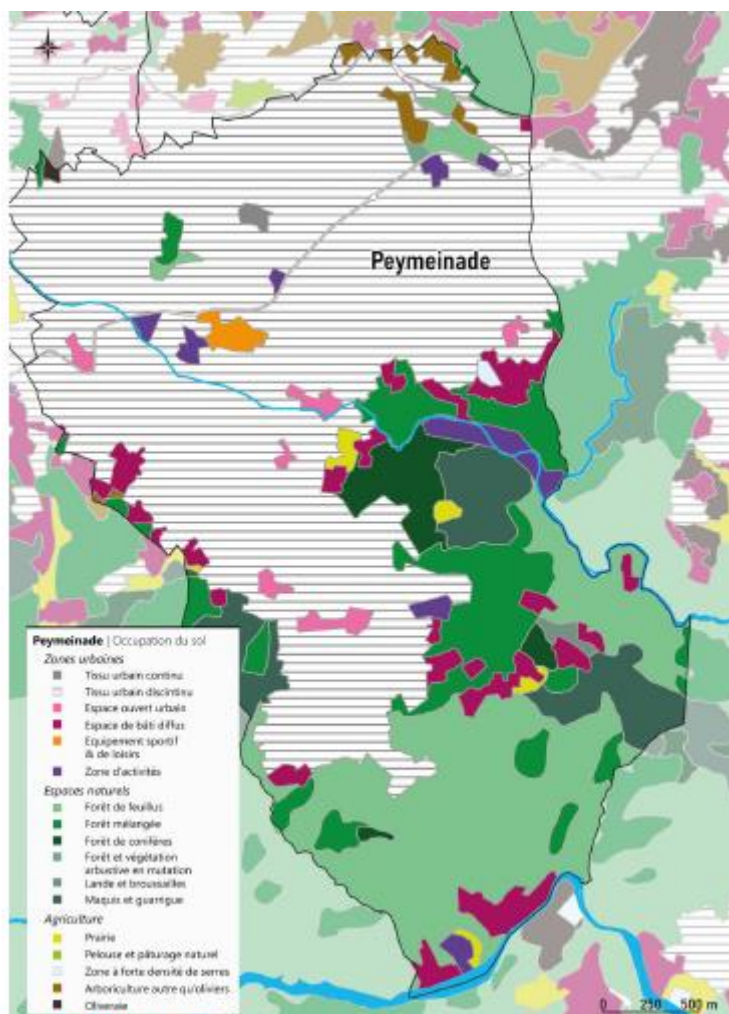 Peymeinade
Peymeinade | Occupation du sol
Zones urbaines
Tissu urbain continu
Tissu urbain discintinu
Espace ouvert urbain
Espace de bâti diffus
Equipement sportif
& de loisirs
Zone d'activités
Espaces naturels
Forêt de feuillus
Forêt mélangée
Forêt de conifères
Forêt et végétation
arbustive en mutation
Lande et broussailles
Maquis et guarrigue
Agriculture
Prairie
Pelouse et pâturage naturel
Zone à forte densité de serres
Arboriculture autre qu'oliviers
Oliveraie
0 250 500 m